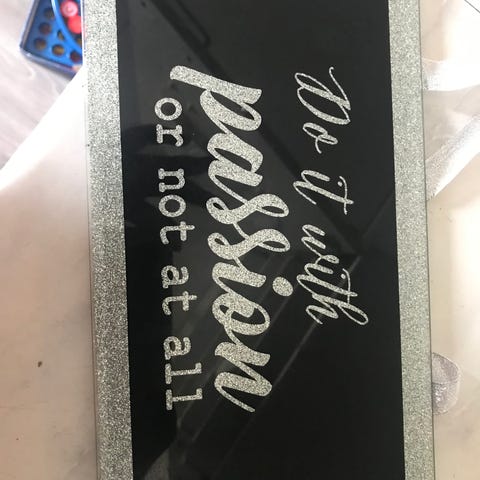 Do it with
passion
or not at all